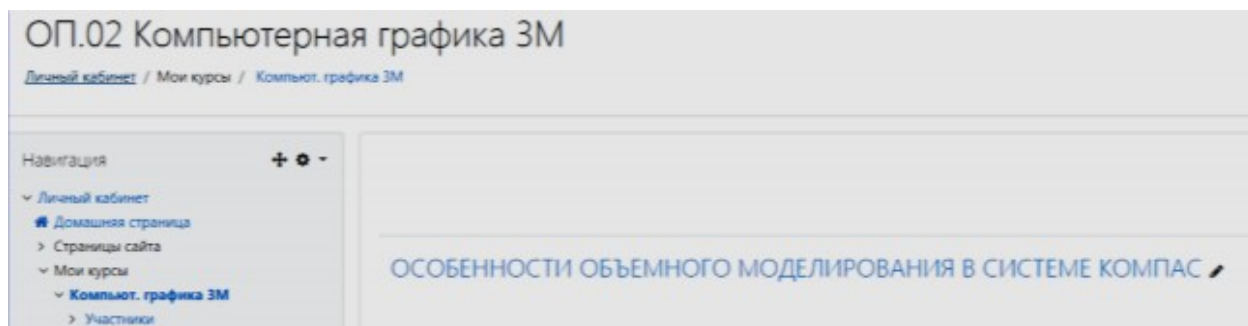 ОП.02 Компьютерная графика 3М
Личный кабинет / Мои курсы / Компьют. графика 3М
Навигация
Личный кабинет
Домашняя страница
Страницы сайта
Мои курсы
Компьют. графика 3М
Участники
ОСОБЕННОСТИ ОБЪЕМНОГО МОДЕЛИРОВАНИЯ В СИСТЕМЕ КОМПАС